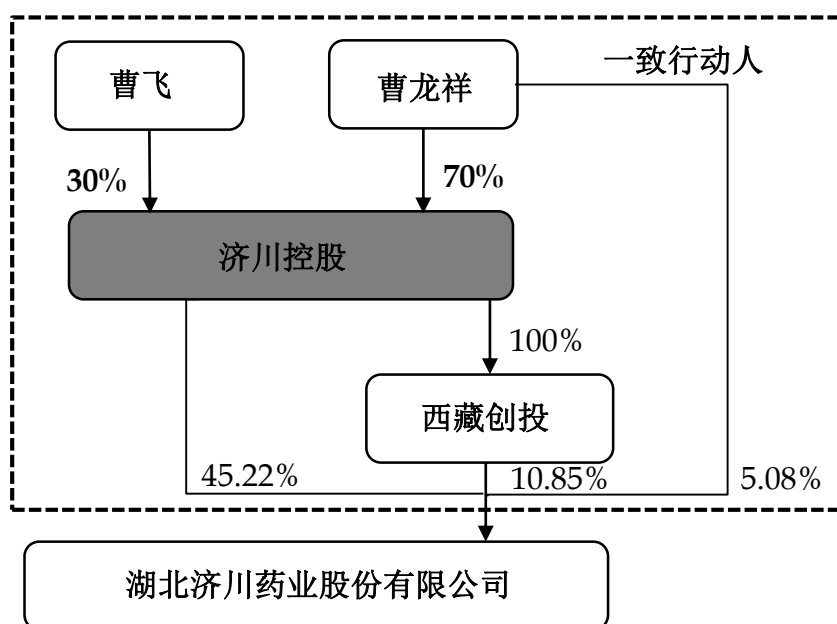 曹飞
曹龙祥
一致行动人
30%
70%
济川控股
100%
西藏创投
45.22%
10.85%
5.08%
湖北济川药业股份有限公司